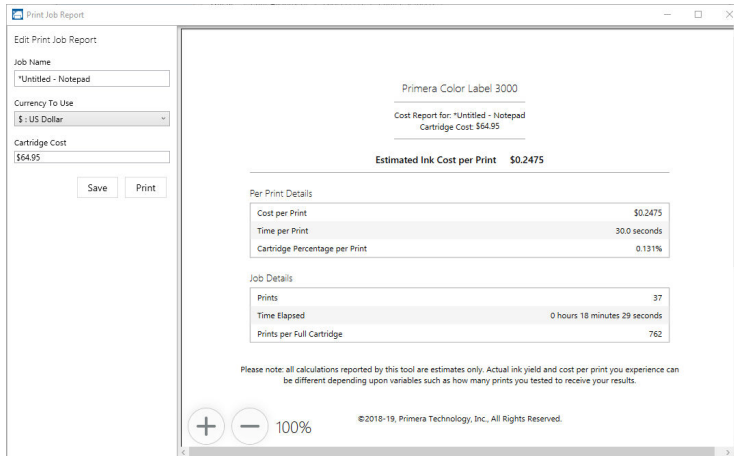 Print Job Report
Edit Print Job Report
Job Name
*Untitled - Notepad
Currency To Use
$ : US Dollar
Cartridge Cost
$64.95
Save Print
Primera Color Label 3000
Cost Report for: *Untitled - Notepad
Cartridge Cost: $64.95
Estimated Ink Cost per Print $0.2475
Per Print Details
Cost per Print $0.2475
Time per Print 30.0 seconds
Cartridge Percentage per Print 0.131%
Job Details
Prints 37
Time Elapsed 0 hours 18 minutes 29 seconds
Prints per Full Cartridge 762
Please note: all calculations reported by this tool are estimates only. Actual ink yield and cost per print you experience can
be different depending upon variables such as how many prints you tested to receive your results.
©2018-19, Primera Technology, Inc., All Rights Reserved.
100%